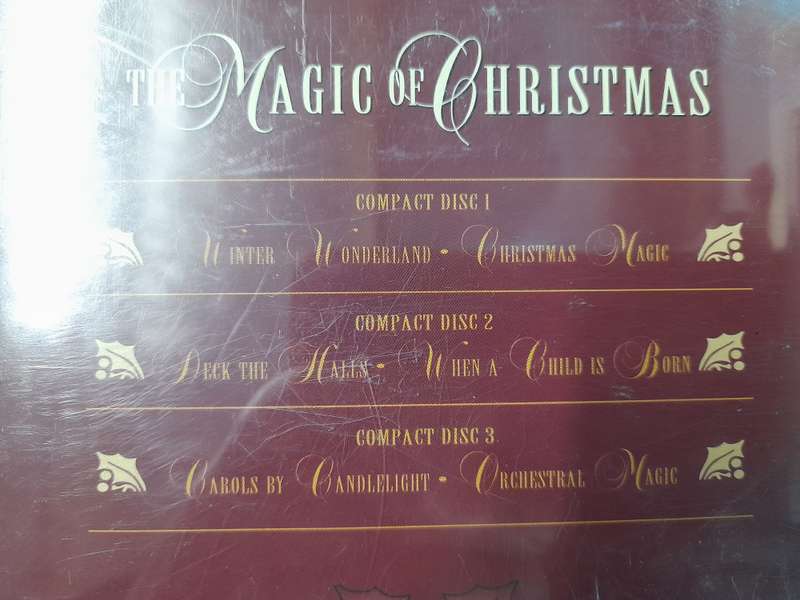 THE MAGIC OF CHRISTMAS
COMPACT DISC 1
WINTER WONDERLAND • CHRISTMAS MAGIC
COMPACT DISC 2
DECK THE HALLS • WHEN A CHILD IS BORN
COMPACT DISC 3
CAROLS BY CANDLELIGHT • ORCHESTRAL MAGIC